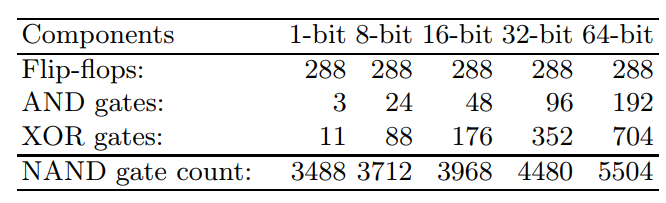 Components 1-bit 8-bit 16-bit 32-bit 64-bit
Flip-flops: 288 288 288 288 288
AND gates: 3 24 48 96 192
XOR gates: 11 88 176 352 704
NAND gate count: 3488 3712 3968 4480 5504